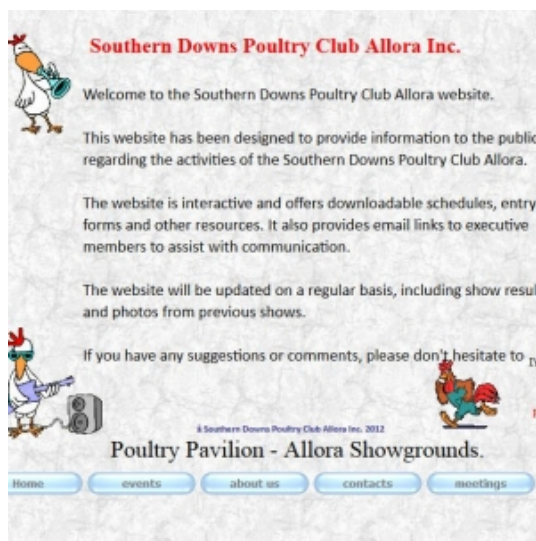 Southern Downs Poultry Club Allora Inc.
Welcome to the Southern Downs Poultry Club Allora website.
This website has been designed to provide information to the public
regarding the activities of the Southern Downs Poultry Club Allora.
The website is interactive and offers downloadable schedules, entry
forms and other resources. It also provides email links to executive
members to assist with communication.
The website will be updated on a regular basis, including show resul
and photos from previous shows.
If you have any suggestions or comments, please don't hesitate to
Southern Downs Poultry Club Allora Inc. 2012
Poultry Pavilion - Allora Showgrounds.
Home events about us contacts meetings